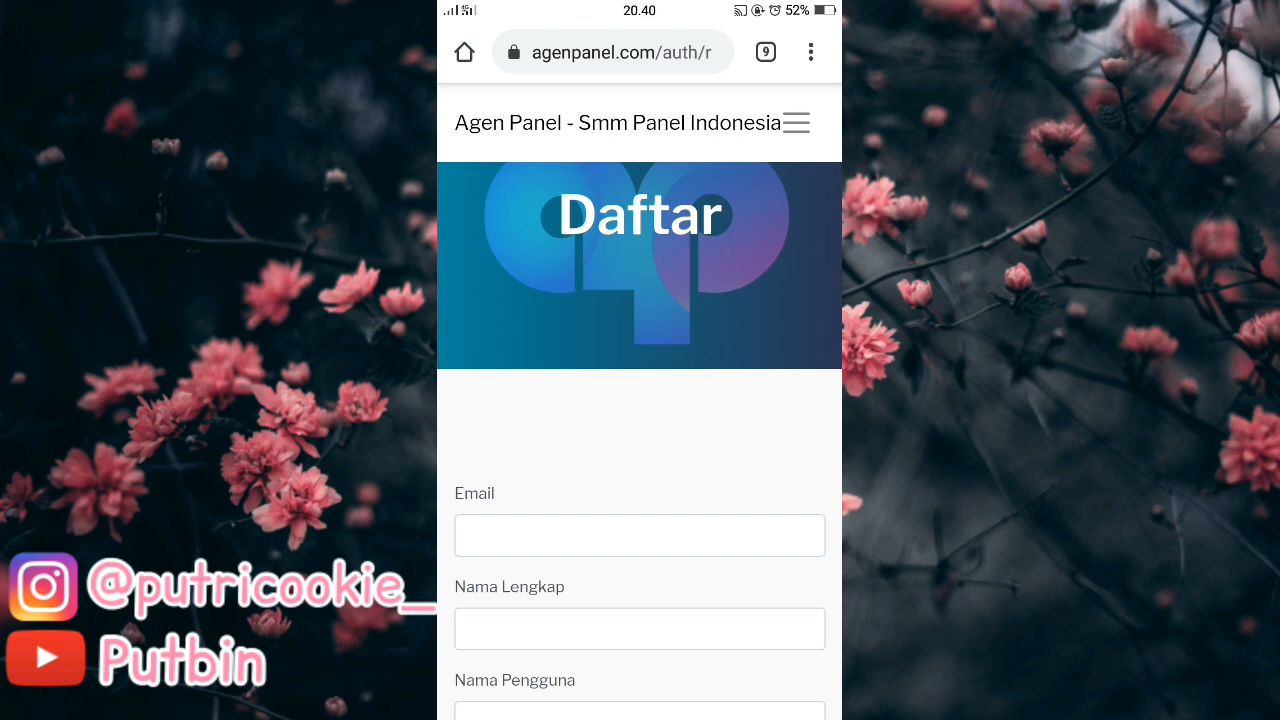 20.40
52%
agenpanel.com/auth/r
9
Agen Panel - Smm Panel Indonesia
Daftar
Email
Nama Lengkap
Nama Pengguna
@putricookie_
Putbin